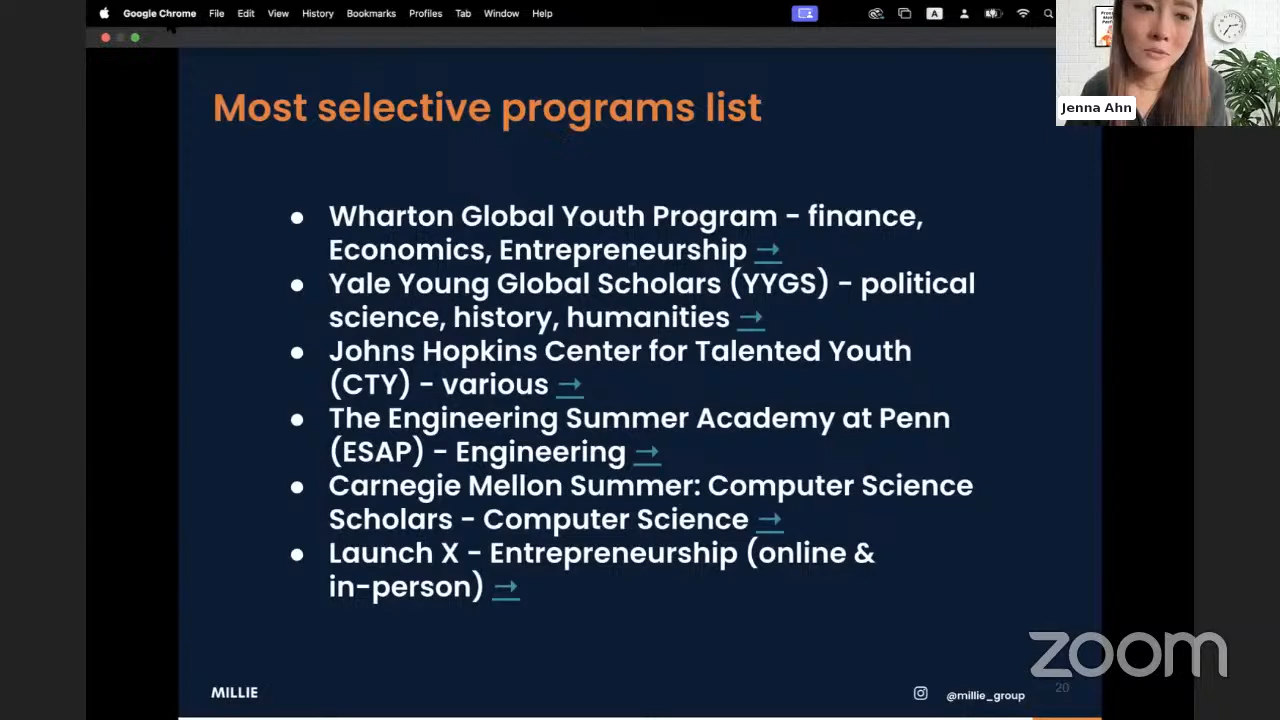 Google Chrome File Edit View History Bookmarks Profiles Tab Window Help
A
Jenna Ahn
Most selective programs list
● Wharton Global Youth Program - finance,
Economics, Entrepreneurship →
● Yale Young Global Scholars (YYGS) - political
science, history, humanities →
● Johns Hopkins Center for Talented Youth
(CTY) - various →
● The Engineering Summer Academy at Penn
(ESAP) - Engineering →
● Carnegie Mellon Summer: Computer Science
Scholars - Computer Science →
● Launch X - Entrepreneurship (online &
in-person) →
zoom
MILLIE
@millie_group
20